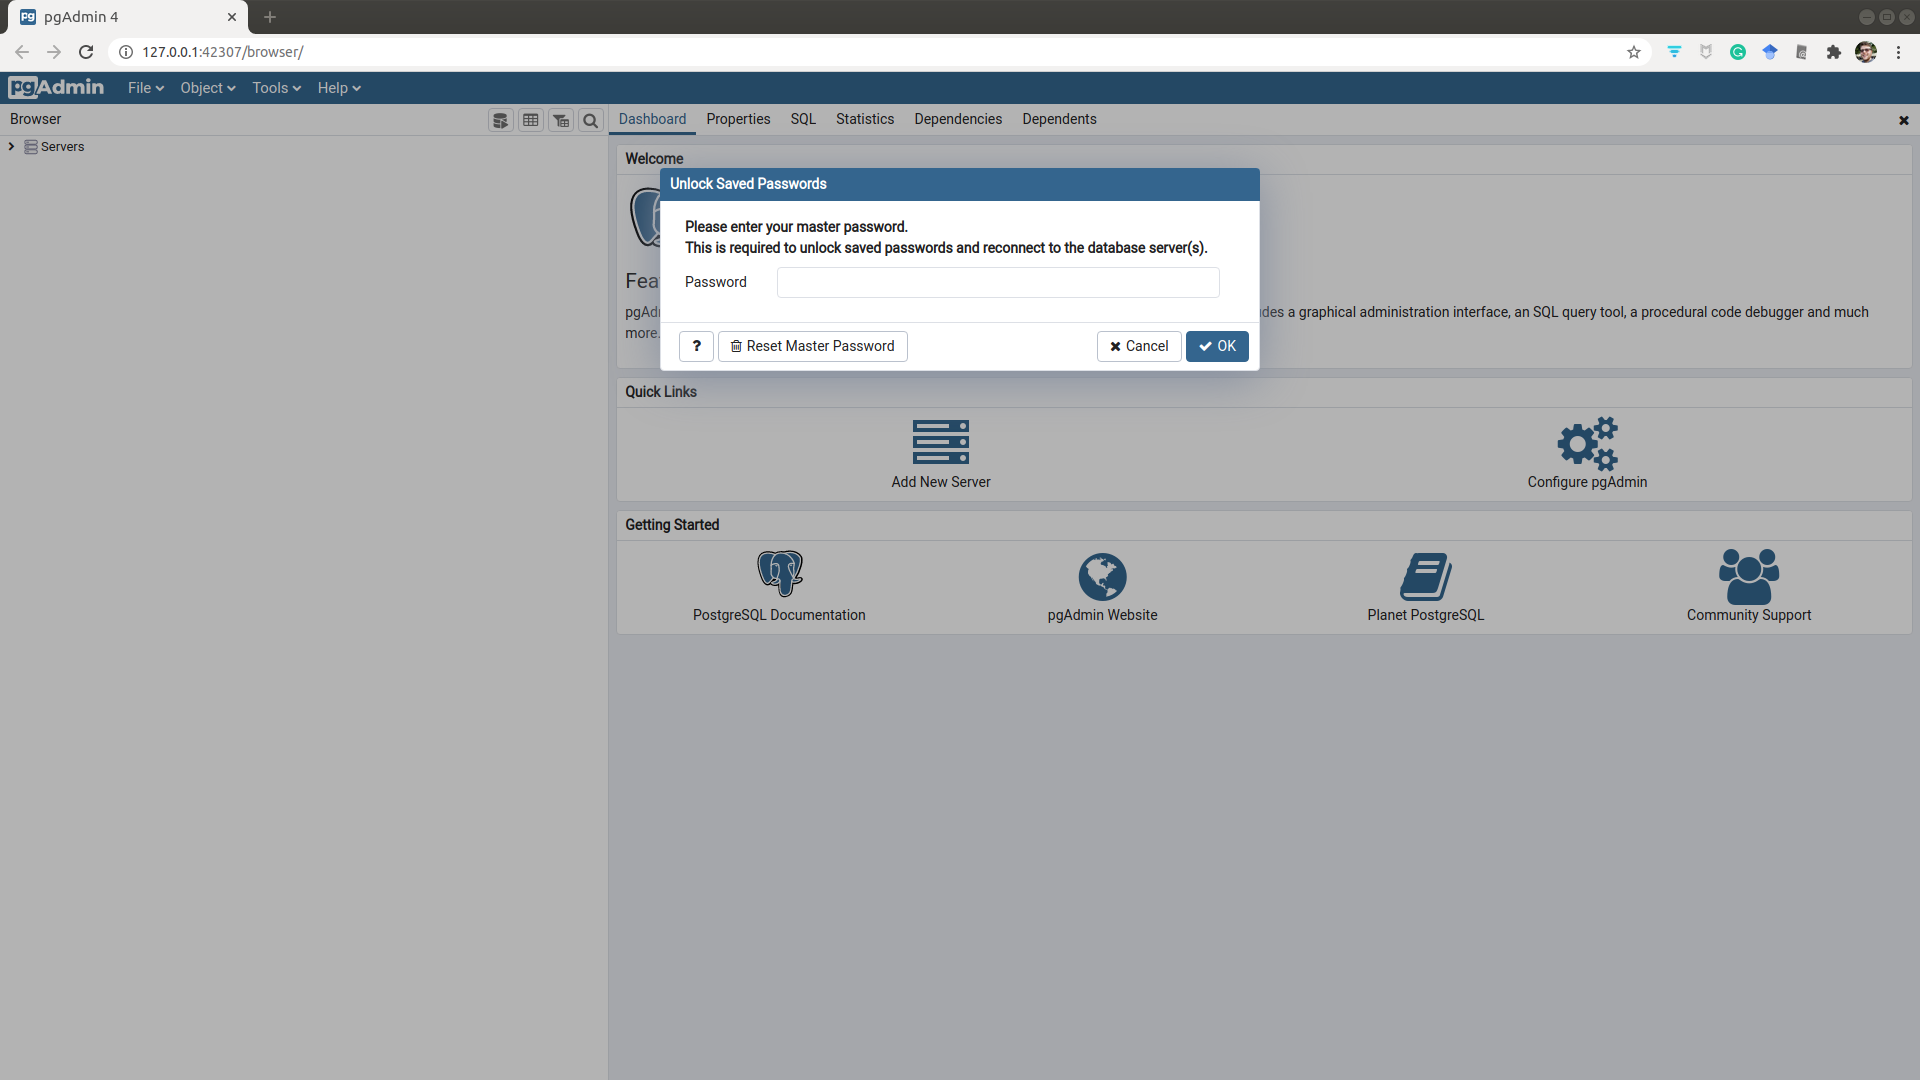 pgAdmin 4
127.0.0.1:42307/browser/
pgAdmin File Object Tools Help
Browser
Dashboard Properties SQL Statistics Dependencies Dependents
Servers
Welcome
Unlock Saved Passwords
Please enter your master password.
This is required to unlock saved passwords and reconnect to the database server(s).
Password
? Reset Master Password Cancel OK
Fea
pgAd
des a graphical administration interface, an SQL query tool, a procedural code debugger and much
more.
Quick Links
Add New Server
Configure pgAdmin
Getting Started
PostgreSQL Documentation
pgAdmin Website
Planet PostgreSQL
Community Support